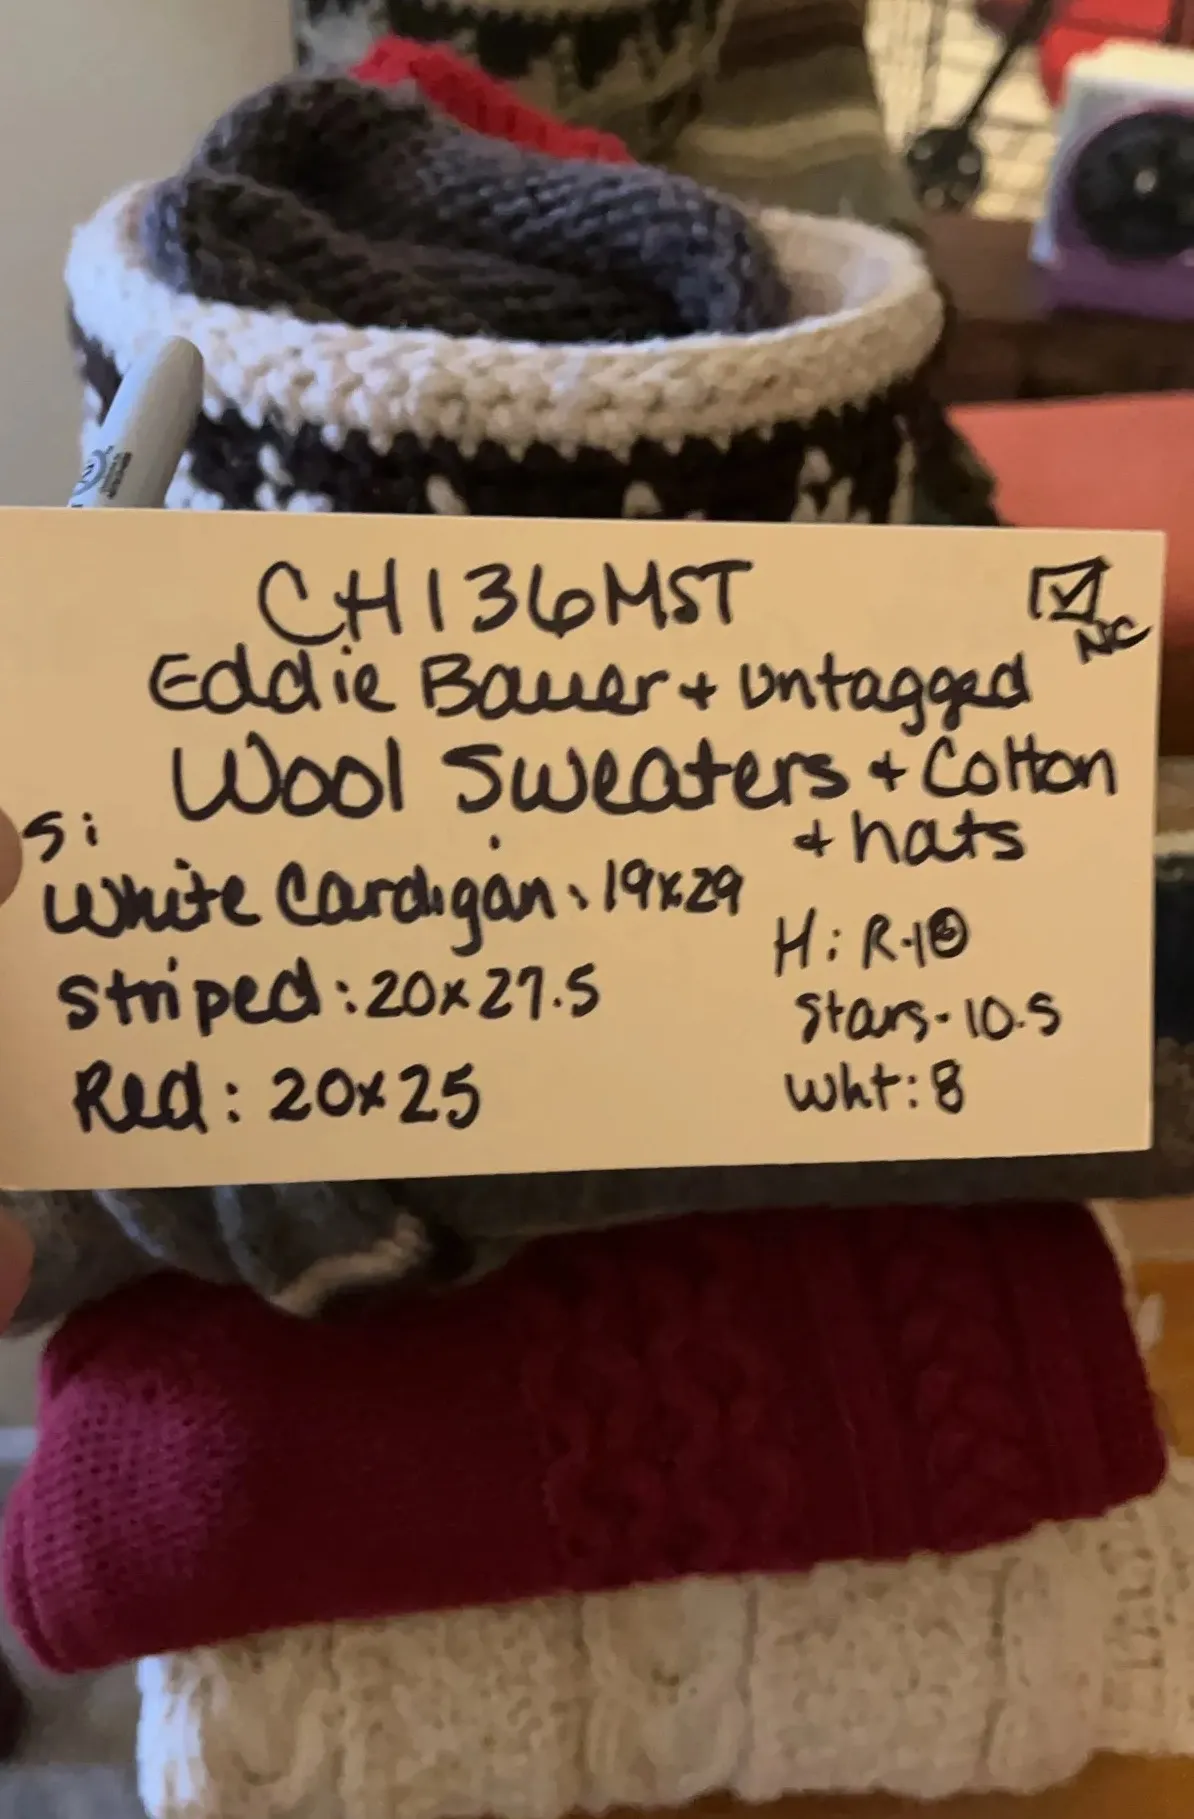 CH136MST
NC
Eddie Bauer + Untagged
Wool Sweaters + Cotton
+ hats
S:
White Cardigan: 19x29
Striped: 20x27.5
Red: 20x25
H: R-10
Stars- 10.5
Wht: 8